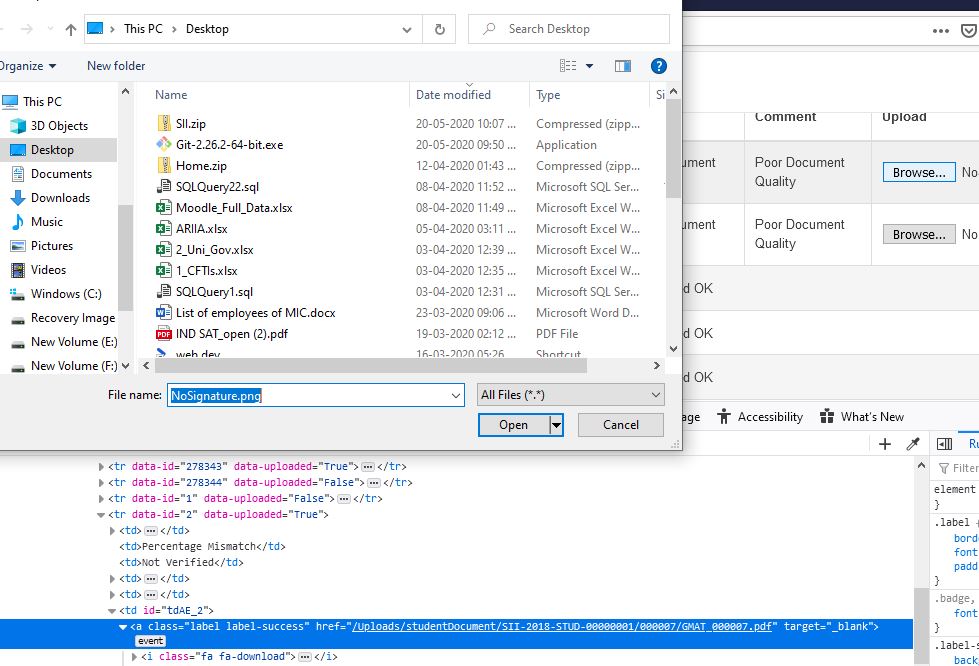 This PC > Desktop
Search Desktop
Organize
New folder
Name
Date modified
Type
Si
This PC
3D Objects
Desktop
Documents
Downloads
Music
Pictures
Videos
Windows (C:)
Recovery Image
New Volume (E:)
New Volume (F:)
SII.zip 20-05-2020 10:07 ... Compressed (zipp...
Git-2.26.2-64-bit.exe 20-05-2020 09:50 ... Application
Home.zip 12-04-2020 01:43 ... Compressed (zipp...
SQLQuery22.sql 08-04-2020 11:52 ... Microsoft SQL Ser...
Moodle_Full_Data.xlsx 08-04-2020 11:49 ... Microsoft Excel W...
ARIIA.xlsx 05-04-2020 03:11 ... Microsoft Excel W...
2_Uni_Gov.xlsx 03-04-2020 12:39 ... Microsoft Excel W...
1_CFTIs.xlsx 03-04-2020 12:35 ... Microsoft Excel W...
SQLQuery1.sql 03-04-2020 12:31 ... Microsoft SQL Ser...
List of employees of MIC.docx 23-03-2020 09:06 ... Microsoft Word D...
IND SAT_open (2).pdf 19-03-2020 02:12 ... PDF File
web dev 16-03-2020 05:26 Shortcut
File name: NoSignature.png
All Files (*.*)
Open
Cancel
Comment
Upload
ument
Poor Document
Quality
Browse...
No
ument
Poor Document
Quality
Browse...
No
d OK
d OK
d OK
age
Accessibility
What's New
Ru
Filter
<tr data-id="278343" data-uploaded="True">...</tr>
<tr data-id="278344" data-uploaded="False">...</tr>
<tr data-id="1" data-uploaded="False">...</tr>
<tr data-id="2" data-uploaded="True">
<td>...</td>
<td>Percentage Mismatch</td>
<td>Not Verified</td>
<td>...</td>
<td>...</td>
<td id="tdAE_2">
<a class="label label-success" href="/Uploads/studentDocument/SII-2018-STUD-00000001/000007/GMAT_000007.pdf" target="_blank">
event
<i class="fa fa-download">...</i>
element
}
.label
borde
font
padd
}
.badge,
font
}
.label-s
back